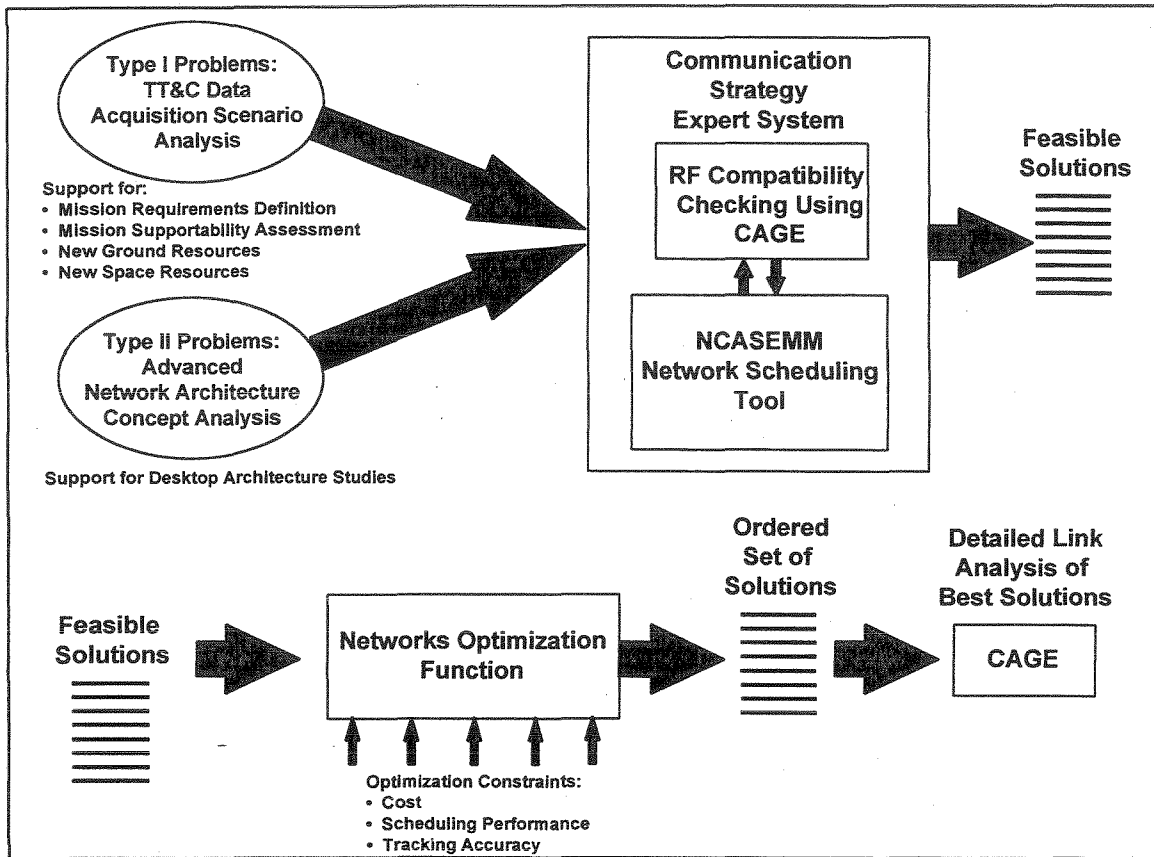 Type I Problems:
TT&C Data
Acquisition Scenario
Analysis
Support for:
• Mission Requirements Definition
• Mission Supportability Assessment
• New Ground Resources
• New Space Resources
Type II Problems:
Advanced
Network Architecture
Concept Analysis
Support for Desktop Architecture Studies
Communication
Strategy
Expert System
RF Compatibility
Checking Using
CAGE
NCASEMM
Network Scheduling
Tool
Feasible
Solutions
Feasible
Solutions
Networks Optimization
Function
Optimization Constraints:
• Cost
• Scheduling Performance
• Tracking Accuracy
Ordered
Set of
Solutions
Detailed Link
Analysis of
Best Solutions
CAGE